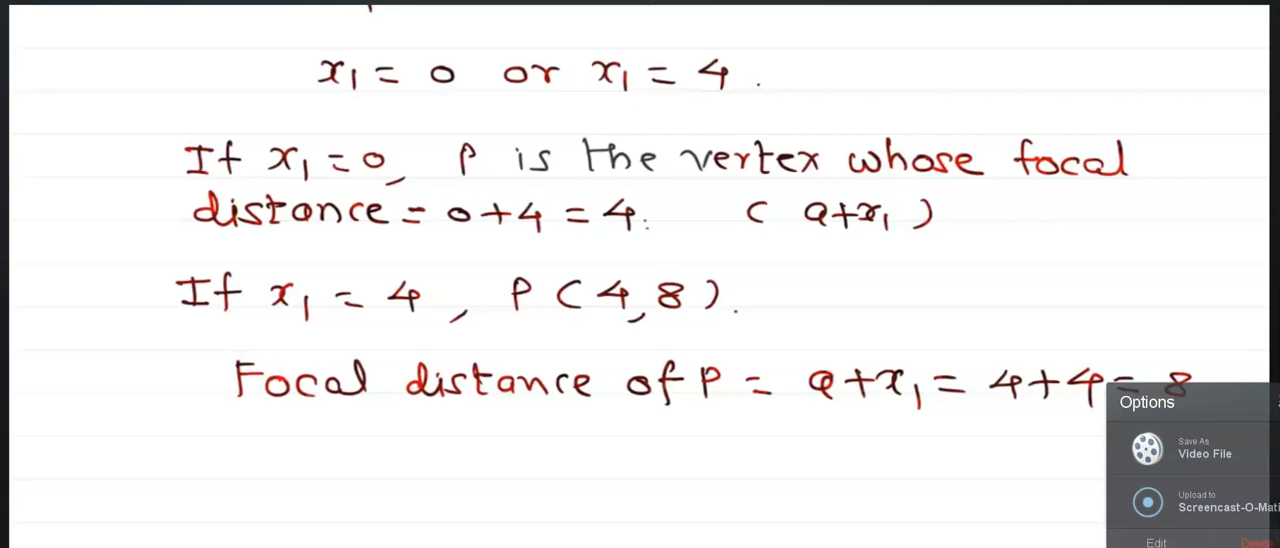 x₁ = 0 or x₁ = 4.
If x₁ = 0, P is the vertex whose focal
distance = 0 + 4 = 4. ( a + x₁ )
If x₁ = 4, P ( 4, 8 ).
Focal distance of P = a + x₁ = 4 + 4 = 8
Options
Save As
Video File
Upload to
Screencast-O-Mati
Edit
Delete